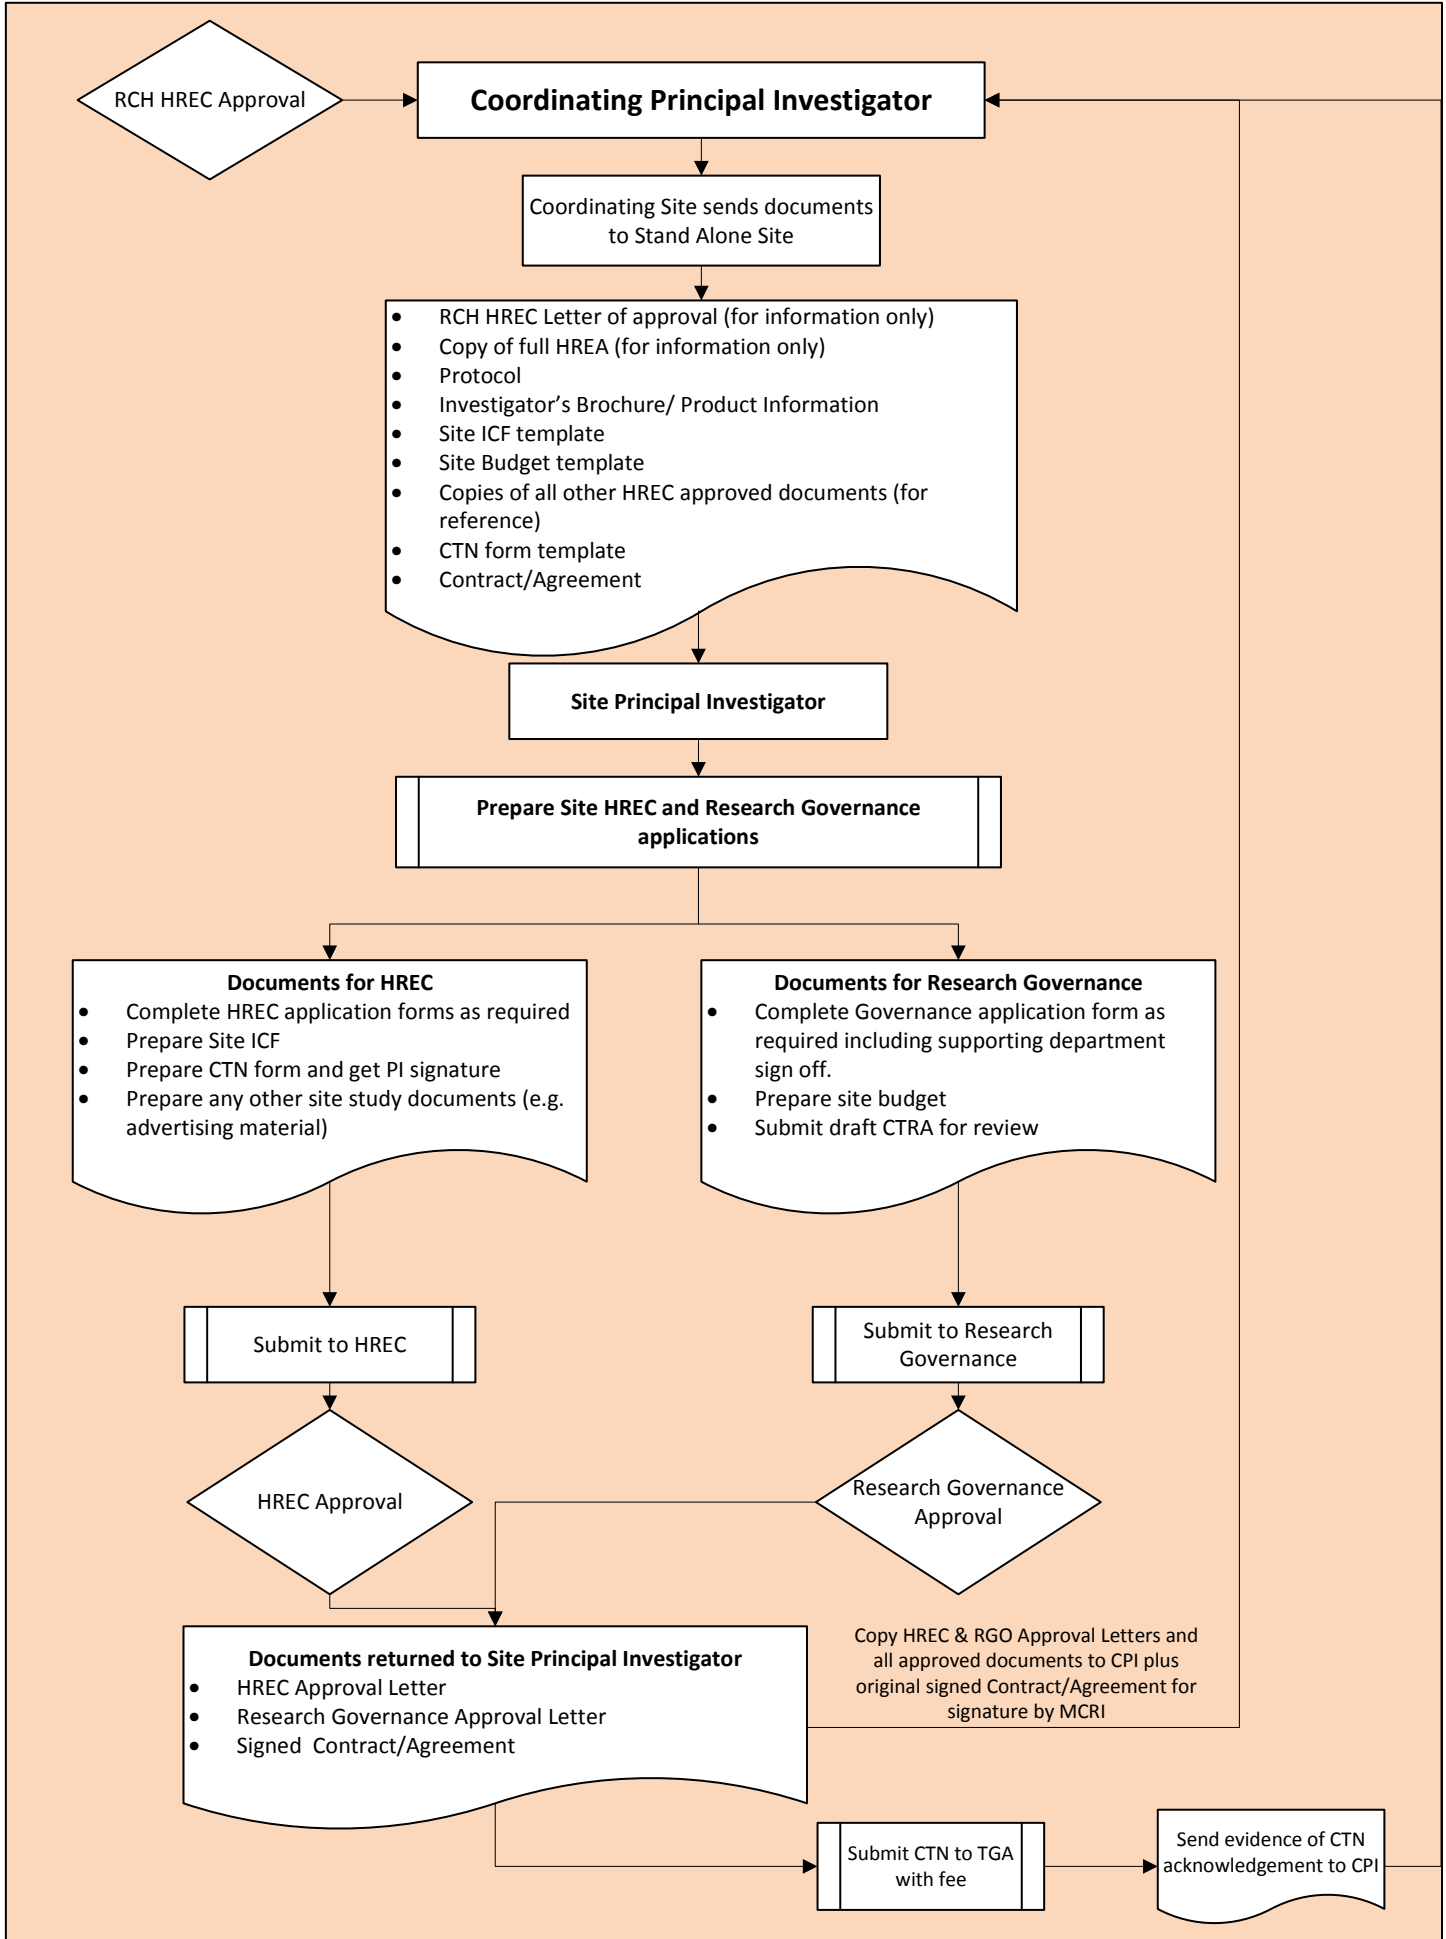 RCH HREC Approval
Coordinating Principal Investigator
Coordinating Site sends documents
to Stand Alone Site
• RCH HREC Letter of approval (for information only)
• Copy of full HREA (for information only)
• Protocol
• Investigator’s Brochure/ Product Information
• Site ICF template
• Site Budget template
• Copies of all other HREC approved documents (for
reference)
• CTN form template
• Contract/Agreement
Site Principal Investigator
Prepare Site HREC and Research Governance
applications
Documents for HREC
• Complete HREC application forms as required
• Prepare Site ICF
• Prepare CTN form and get PI signature
• Prepare any other site study documents (e.g.
advertising material)
Documents for Research Governance
• Complete Governance application form as
required including supporting department
sign off.
• Prepare site budget
• Submit draft CTRA for review
Submit to HREC
Submit to Research
Governance
HREC Approval
Research Governance
Approval
Documents returned to Site Principal Investigator
• HREC Approval Letter
• Research Governance Approval Letter
• Signed  Contract/Agreement
Copy HREC & RGO Approval Letters and
all approved documents to CPI plus
original signed Contract/Agreement for
signature by MCRI
Submit CTN to TGA
with fee
Send evidence of CTN
acknowledgement to CPI